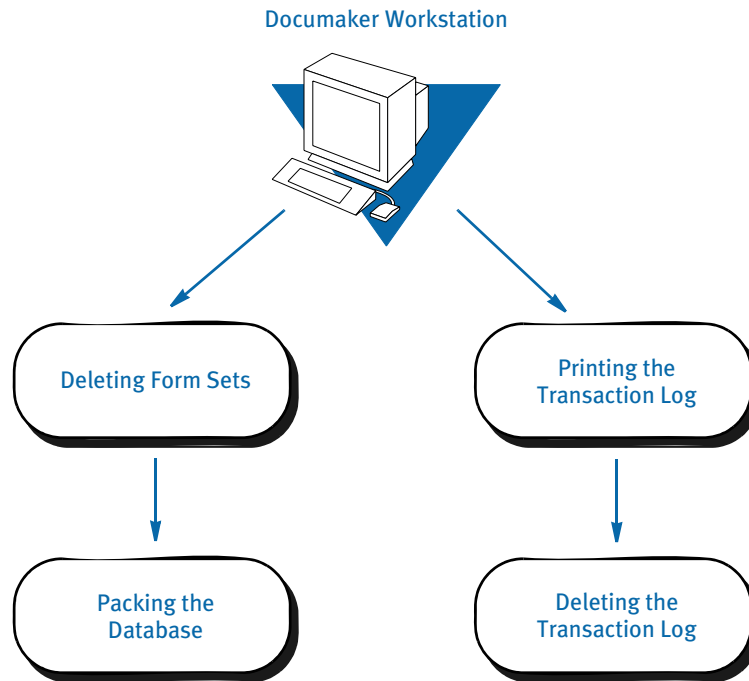 Documaker Workstation
Deleting Form Sets
Printing the
Transaction Log
Packing the
Database
Deleting the
Transaction Log